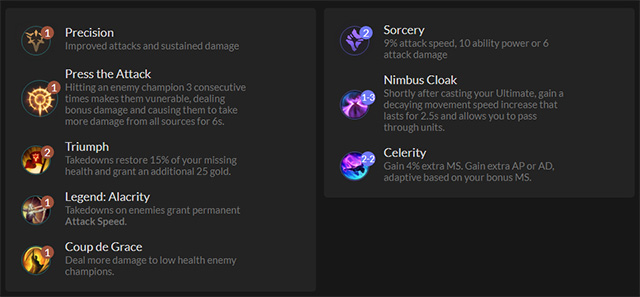 1
Precision
Improved attacks and sustained damage
1
Press the Attack
Hitting an enemy champion 3 consecutive
times makes them vunerable, dealing
bonus damage and causing them to take
more damage from all sources for 6s.
2
Triumph
Takedowns restore 15% of your missing
health and grant an additional 25 gold.
1
Legend: Alacrity
Takedowns on enemies grant permanent
Attack Speed.
1
Coup de Grace
Deal more damage to low health enemy
champions.
2
Sorcery
9% attack speed, 10 ability power or 6
attack damage
1-3
Nimbus Cloak
Shortly after casting your Ultimate, gain a
decaying movement speed increase that
lasts for 2.5s and allows you to pass
through units.
2-2
Celerity
Gain 4% extra MS. Gain extra AP or AD,
adaptive based on your bonus MS.